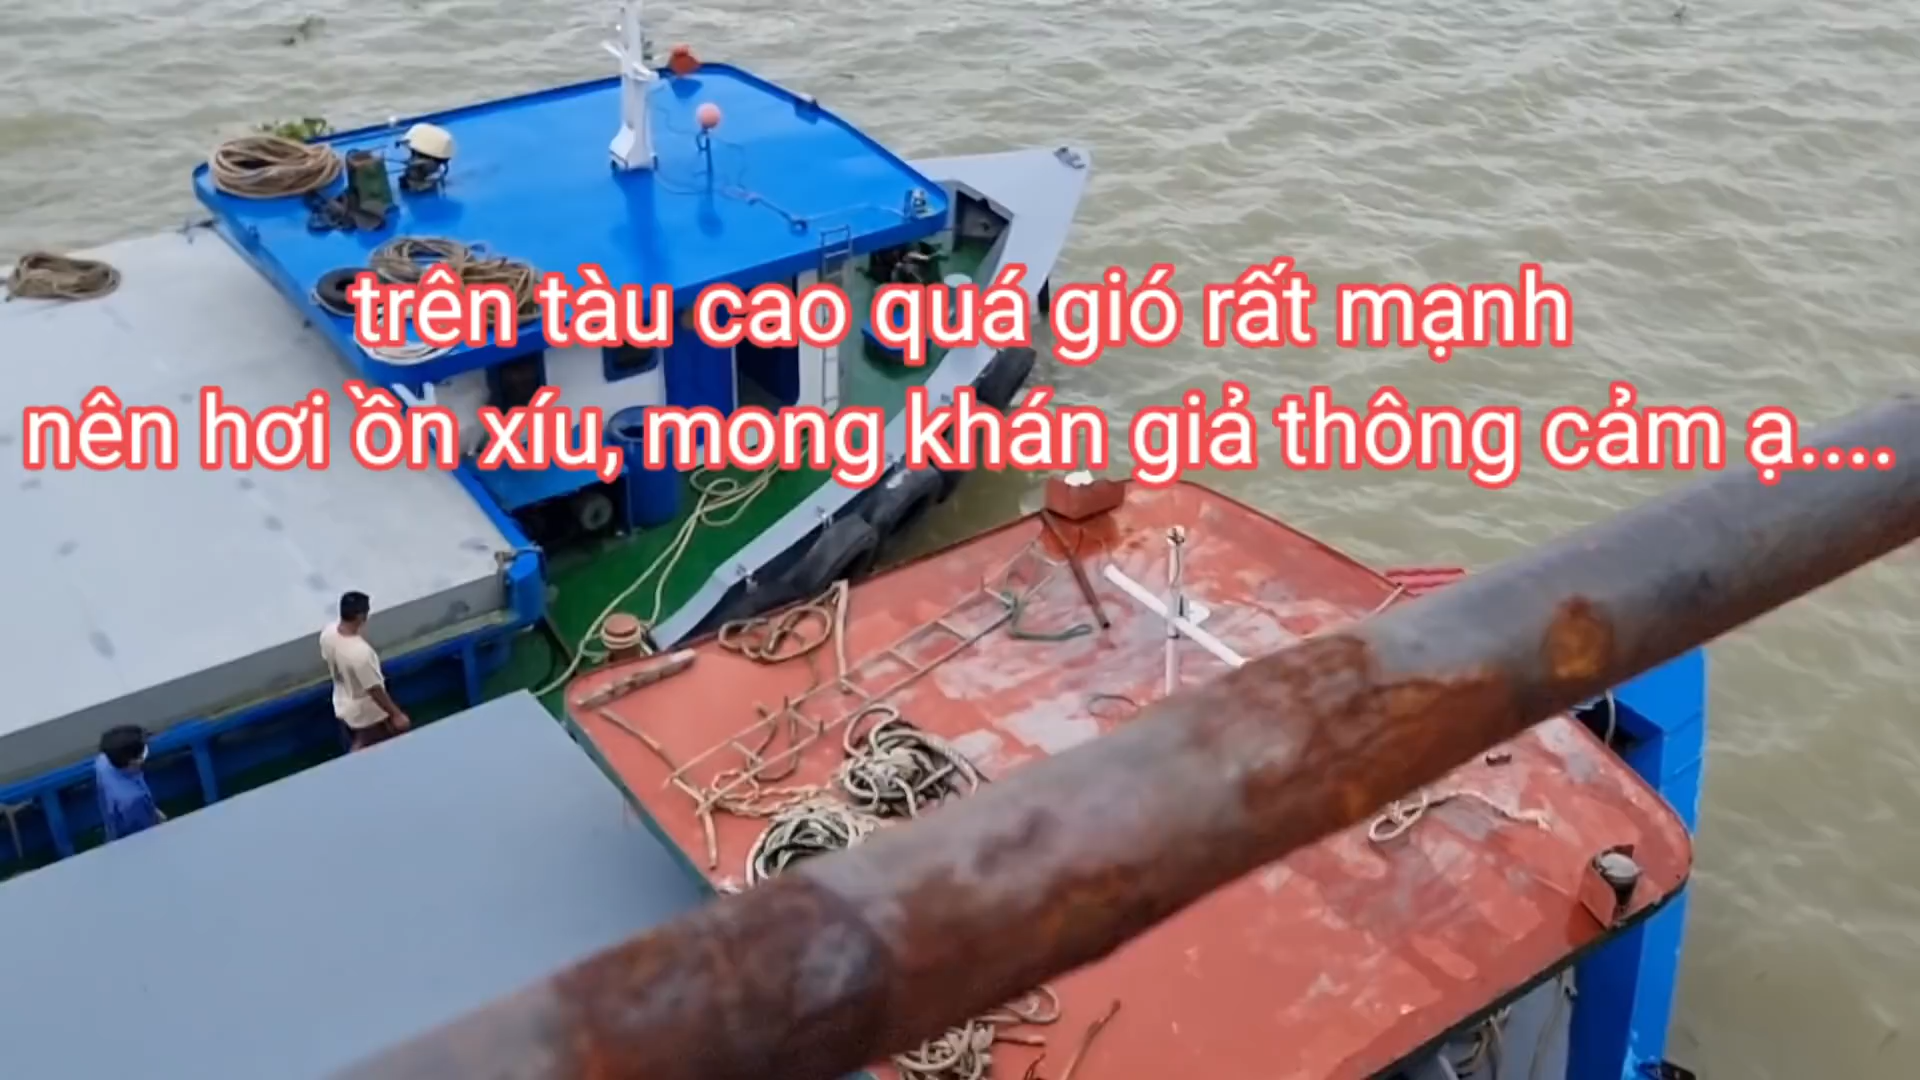 trên tàu cao quá gió rất mạnh
nên hơi ồn xíu, mong khán giả thông cảm ạ....